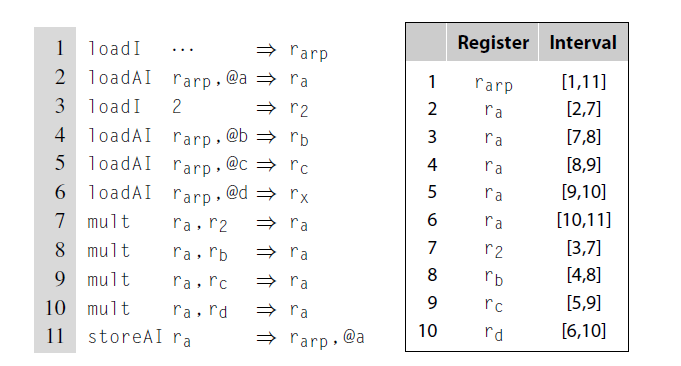 1 loadI ··· ⇒ rarp
2 loadAI rarp,@a ⇒ ra
3 loadI 2 ⇒ r2
4 loadAI rarp,@b ⇒ rb
5 loadAI rarp,@c ⇒ rc
6 loadAI rarp,@d ⇒ rx
7 mult ra,r2 ⇒ ra
8 mult ra,rb ⇒ ra
9 mult ra,rc ⇒ ra
10 mult ra,rd ⇒ ra
11 storeAI ra ⇒ rarp,@a
Register Interval
1 rarp [1,11]
2 ra [2,7]
3 ra [7,8]
4 ra [8,9]
5 ra [9,10]
6 ra [10,11]
7 r2 [3,7]
8 rb [4,8]
9 rc [5,9]
10 rd [6,10]